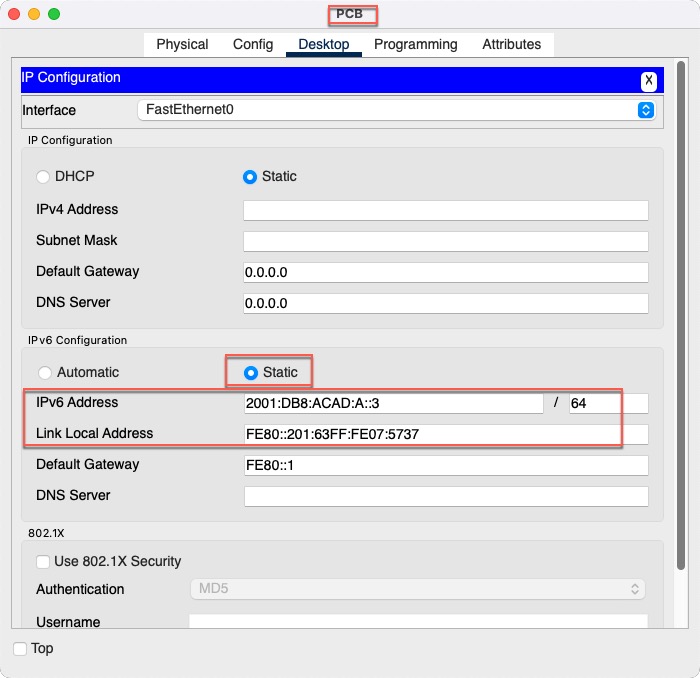 PCB
Physical Config Desktop Programming Attributes
IP Configuration X
Interface FastEthernet0
IP Configuration
DHCP Static
IPv4 Address
Subnet Mask
Default Gateway 0.0.0.0
DNS Server 0.0.0.0
IPv6 Configuration
Automatic Static
IPv6 Address 2001:DB8:ACAD:A::3 / 64
Link Local Address FE80::201:63FF:FE07:5737
Default Gateway FE80::1
DNS Server
802.1X
Use 802.1X Security
Authentication MD5
Username
Top